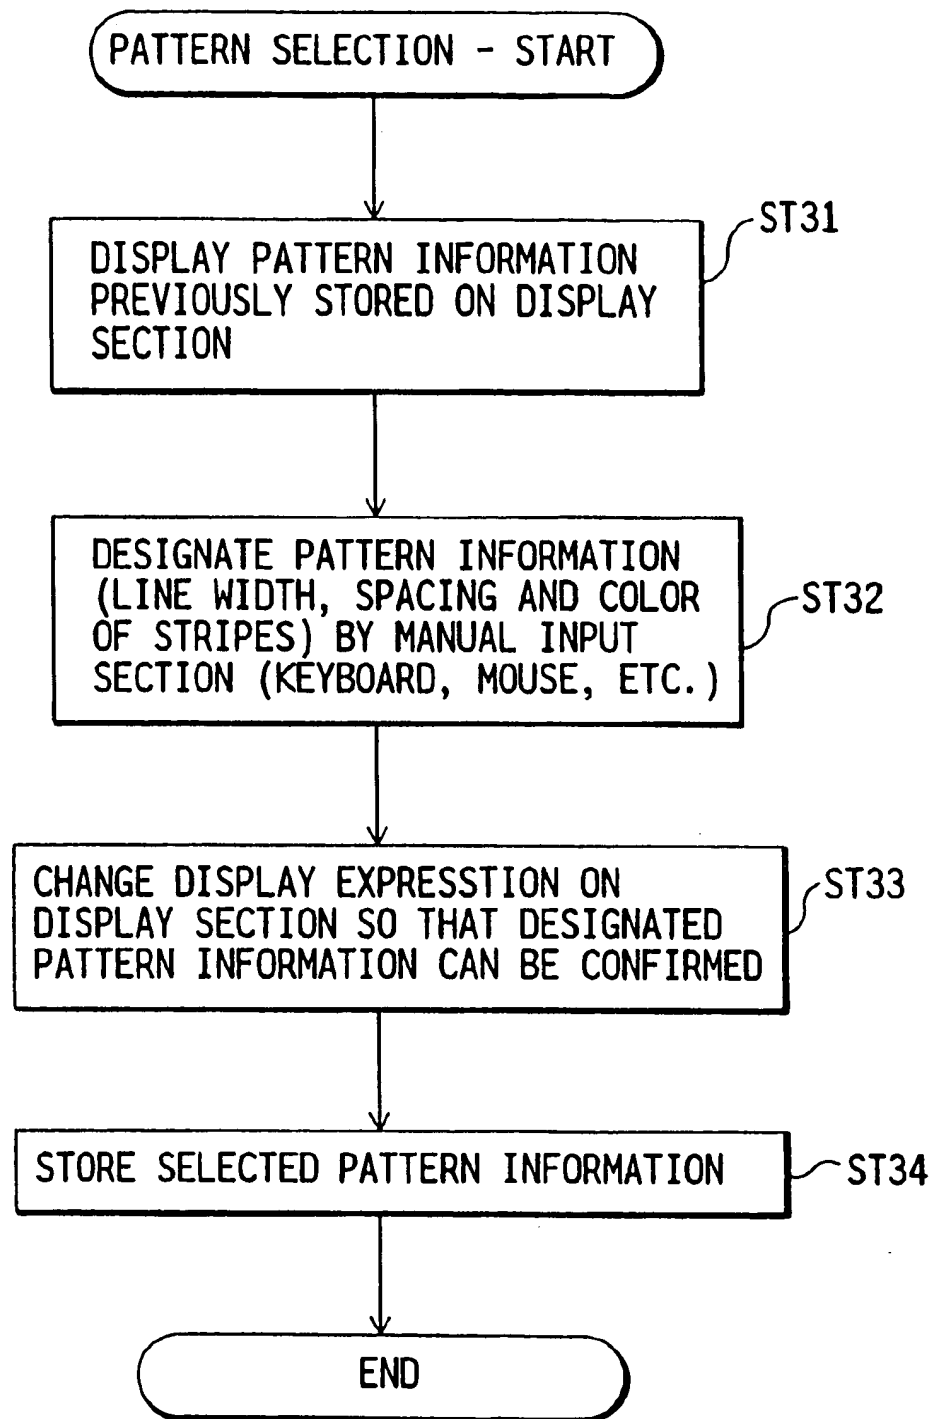 PATTERN SELECTION - START
ST31
DISPLAY PATTERN INFORMATION
PREVIOUSLY STORED ON DISPLAY
SECTION
DESIGNATE PATTERN INFORMATION
(LINE WIDTH, SPACING AND COLOR
OF STRIPES) BY MANUAL INPUT
SECTION (KEYBOARD, MOUSE, ETC.)
ST32
CHANGE DISPLAY EXPRESSTION ON
DISPLAY SECTION SO THAT DESIGNATED
PATTERN INFORMATION CAN BE CONFIRMED
ST33
STORE SELECTED PATTERN INFORMATION
ST34
END